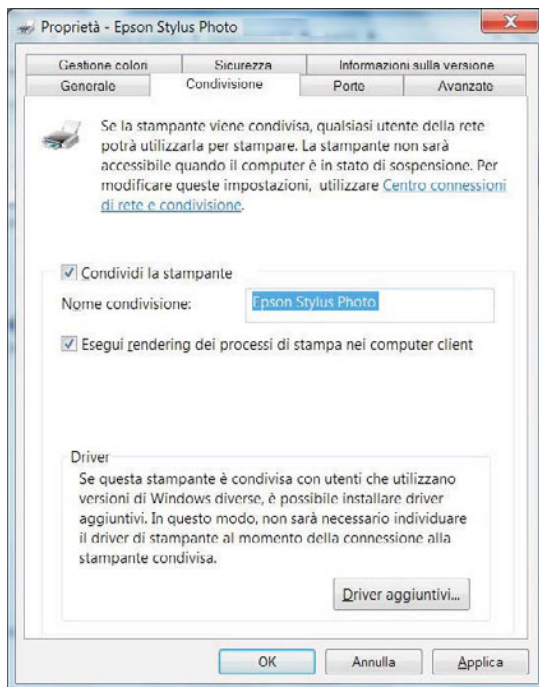 Proprietà - Epson Stylus Photo
Gestione colori Sicurezza Informazioni sulla versione
Generale Condivisione Porte Avanzate
Se la stampante viene condivisa, qualsiasi utente della rete
potrà utilizzarla per stampare. La stampante non sarà
accessibile quando il computer è in stato di sospensione. Per
modificare queste impostazioni, utilizzare Centro connessioni
di rete e condivisione.
Condividi la stampante
Nome condivisione: Epson Stylus Photo
Esegui rendering dei processi di stampa nei computer client
Driver
Se questa stampante è condivisa con utenti che utilizzano
versioni di Windows diverse, è possibile installare driver
aggiuntivi. In questo modo, non sarà necessario individuare
il driver di stampante al momento della connessione alla
stampante condivisa.
Driver aggiuntivi...
OK Annulla Applica